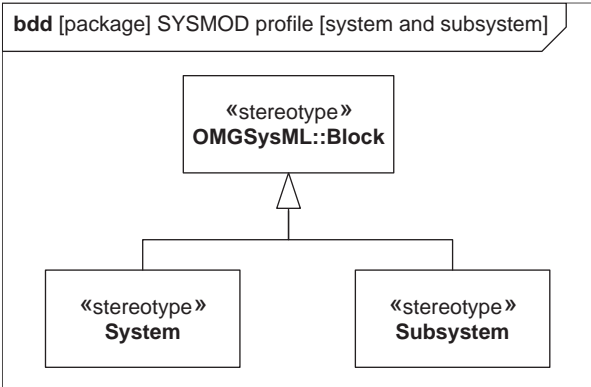 bdd [package] SYSMOD profile [system and subsystem]
«stereotype»
OMGSysML::Block
«stereotype»
System
«stereotype»
Subsystem